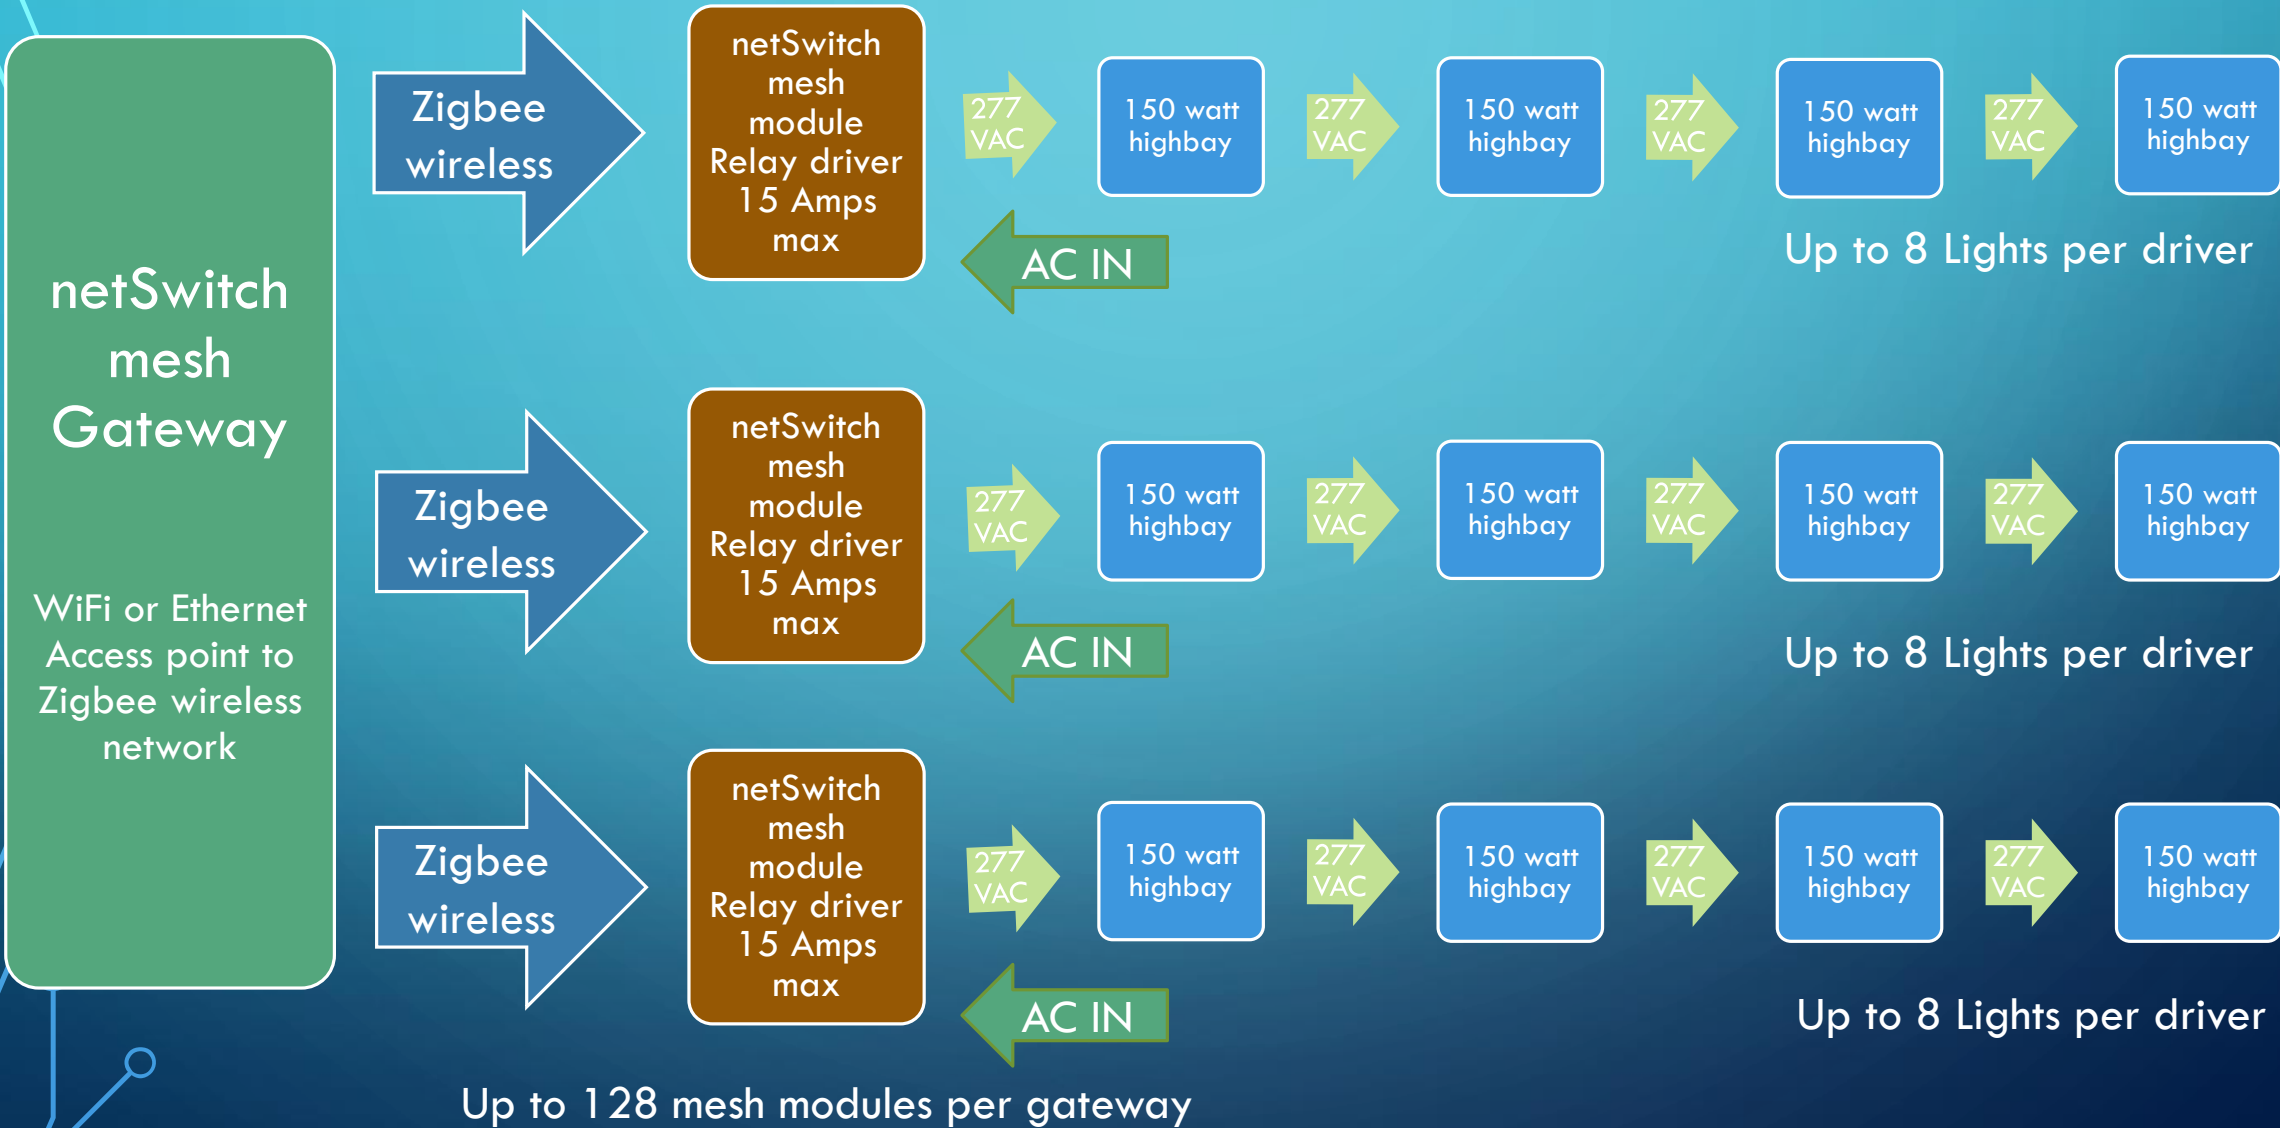 netSwitch
mesh
Gateway
WiFi or Ethernet
Access point to
Zigbee wireless
network
Zigbee
wireless
netSwitch
mesh
module
Relay driver
15 Amps
max
277
VAC
150 watt
highbay
277
VAC
150 watt
highbay
277
VAC
150 watt
highbay
277
VAC
150 watt
highbay
AC IN
Up to 8 Lights per driver
Zigbee
wireless
netSwitch
mesh
module
Relay driver
15 Amps
max
277
VAC
150 watt
highbay
277
VAC
150 watt
highbay
277
VAC
150 watt
highbay
277
VAC
150 watt
highbay
AC IN
Up to 8 Lights per driver
Zigbee
wireless
netSwitch
mesh
module
Relay driver
15 Amps
max
277
VAC
150 watt
highbay
277
VAC
150 watt
highbay
277
VAC
150 watt
highbay
277
VAC
150 watt
highbay
AC IN
Up to 8 Lights per driver
Up to 128 mesh modules per gateway